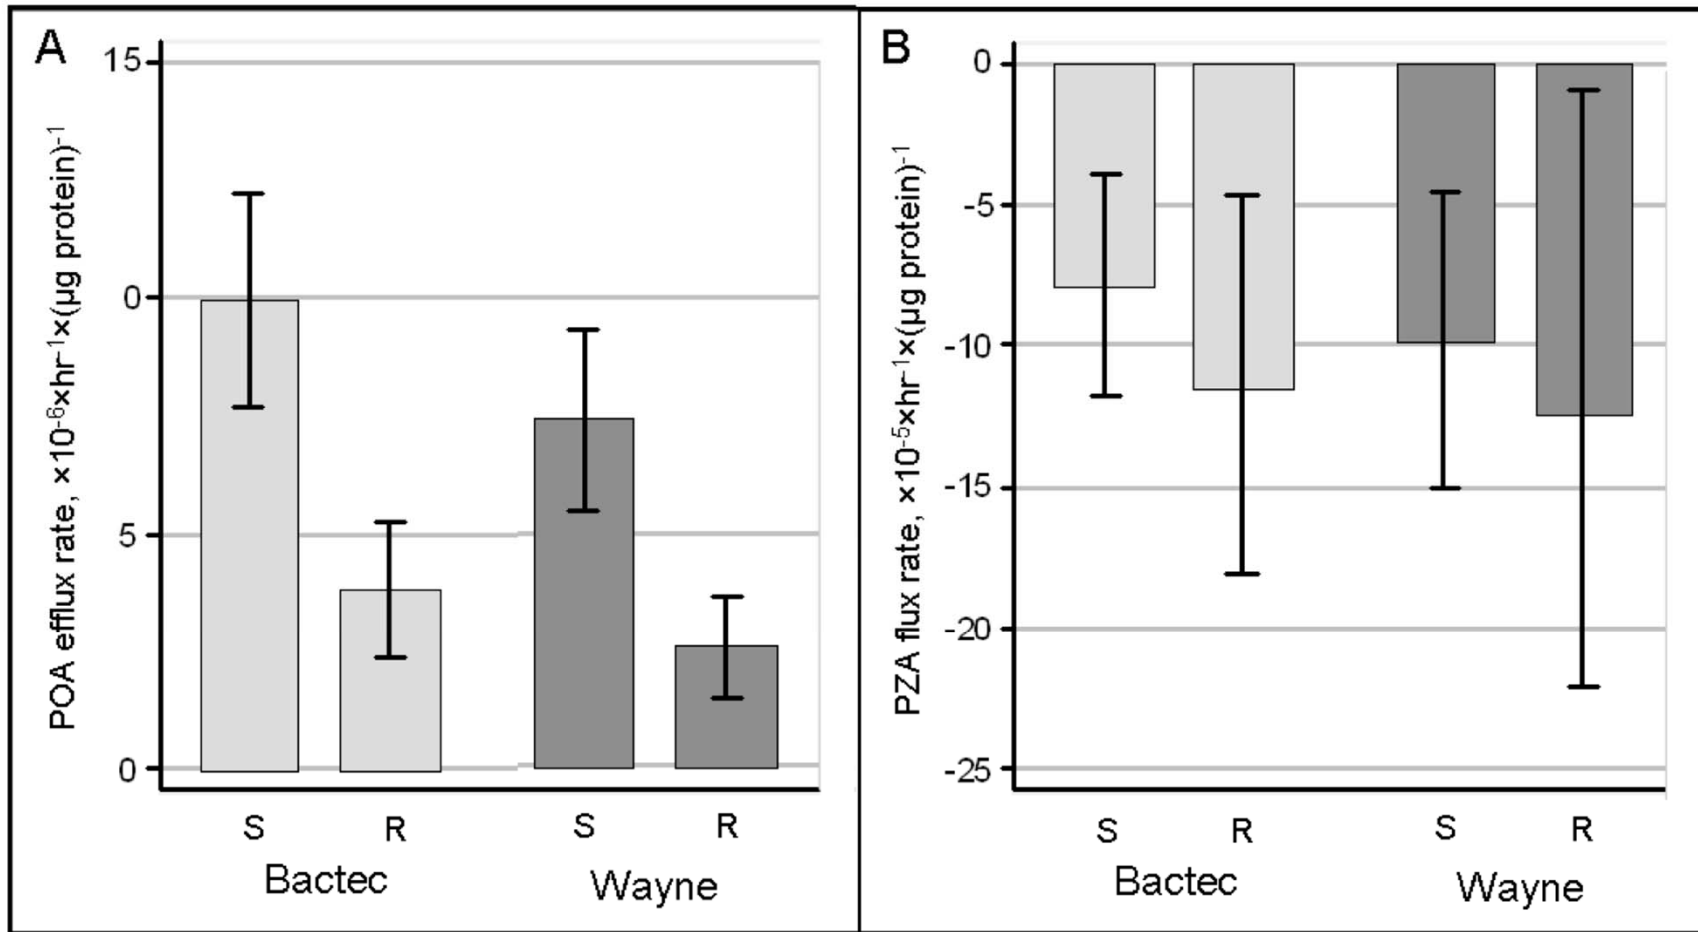 A
15
0
5
0
POA efflux rate, ×10⁻⁶×hr⁻¹×(µg protein)⁻¹
S R S R
Bactec Wayne
B
0
-5
-10
-15
-20
-25
PZA flux rate, ×10⁻⁵×hr⁻¹×(µg protein)⁻¹
S R S R
Bactec Wayne